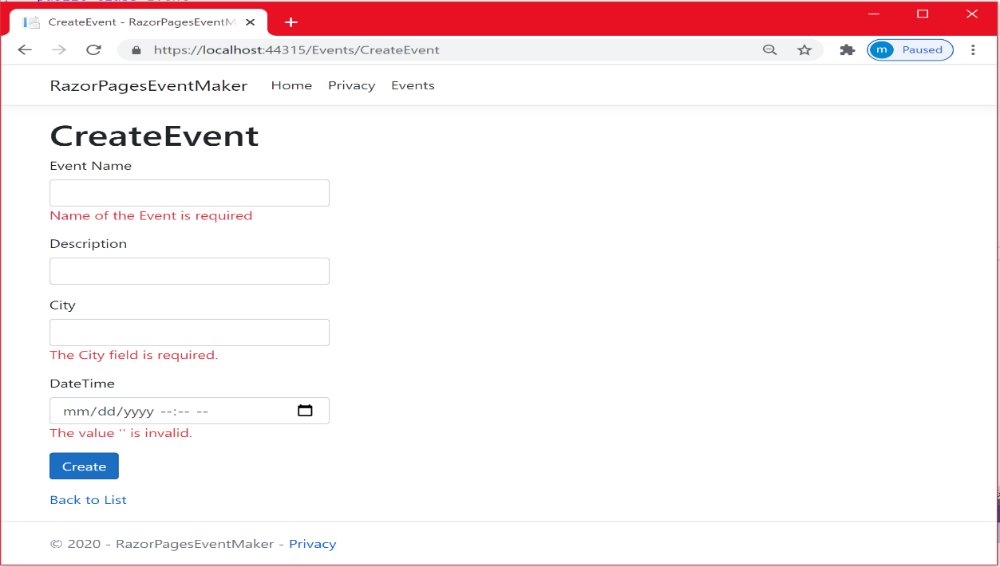 CreateEvent - RazorPagesEventM
https://localhost:44315/Events/CreateEvent
m Paused
RazorPagesEventMaker Home Privacy Events
CreateEvent
Event Name
Name of the Event is required
Description
City
The City field is required.
DateTime
mm/dd/yyyy --:-- --
The value '' is invalid.
Create
Back to List
© 2020 - RazorPagesEventMaker - Privacy